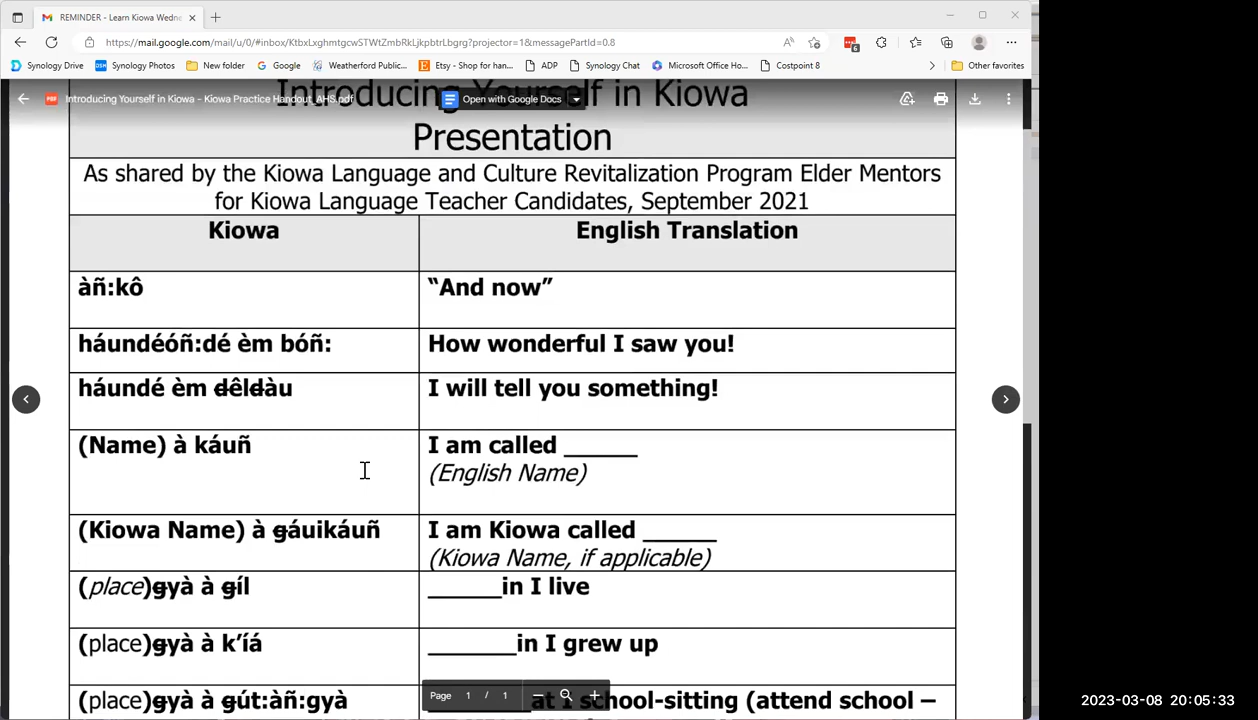 REMINDER - Learn Kiowa Wedne
https://mail.google.com/mail/u/0/#inbox/KtbxLxghmtgcwSTWtZmbRkLjkpbtrLbgrg?projector=1&messagePartId=0.8
6
Synology Drive Synology Photos New folder Google Weatherford Public... Etsy - Shop for han... ADP Synology Chat Microsoft Office Ho... Costpoint 8 Other favorites
Introducing Yourself in Kiowa - Kiowa Practice Handout_AHS.pdf
Open with Google Docs
Introducing Yourself in Kiowa
Presentation
As shared by the Kiowa Language and Culture Revitalization Program Elder Mentors
for Kiowa Language Teacher Candidates, September 2021
Kiowa English Translation
àñ:kô “And now”
háundéóñ:dé èm bóñ: How wonderful I saw you!
háundé èm d̶êld̶àu I will tell you something!
(Name) à káuñ I am called ______
(English Name)
(Kiowa Name) à g̶áuikáuñ I am Kiowa called ______
(Kiowa Name, if applicable)
(place)g̶y̶à à g̶íl ______in I live
(place)g̶y̶à à k’íá _______in I grew up
(place)g̶y̶à à g̶út:àñ:gyà at I school-sitting (attend school –
Page 1 / 1
2023-03-08 20:05:33